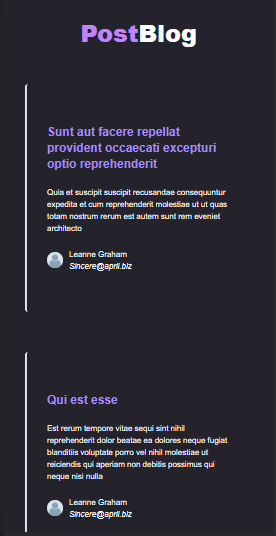 PostBlog
Sunt aut facere repellat
provident occaecati excepturi
optio reprehenderit
Quia et suscipit suscipit recusandae consequuntur
expedita et cum reprehenderit molestiae ut ut quas
totam nostrum rerum est autem sunt rem eveniet
architecto
Leanne Graham
Sincere@april.biz
Qui est esse
Est rerum tempore vitae sequi sint nihil
reprehenderit dolor beatae ea dolores neque fugiat
blanditiis voluptate porro vel nihil molestiae ut
reiciendis qui aperiam non debitis possimus qui
neque nisi nulla
Leanne Graham
Sincere@april.biz